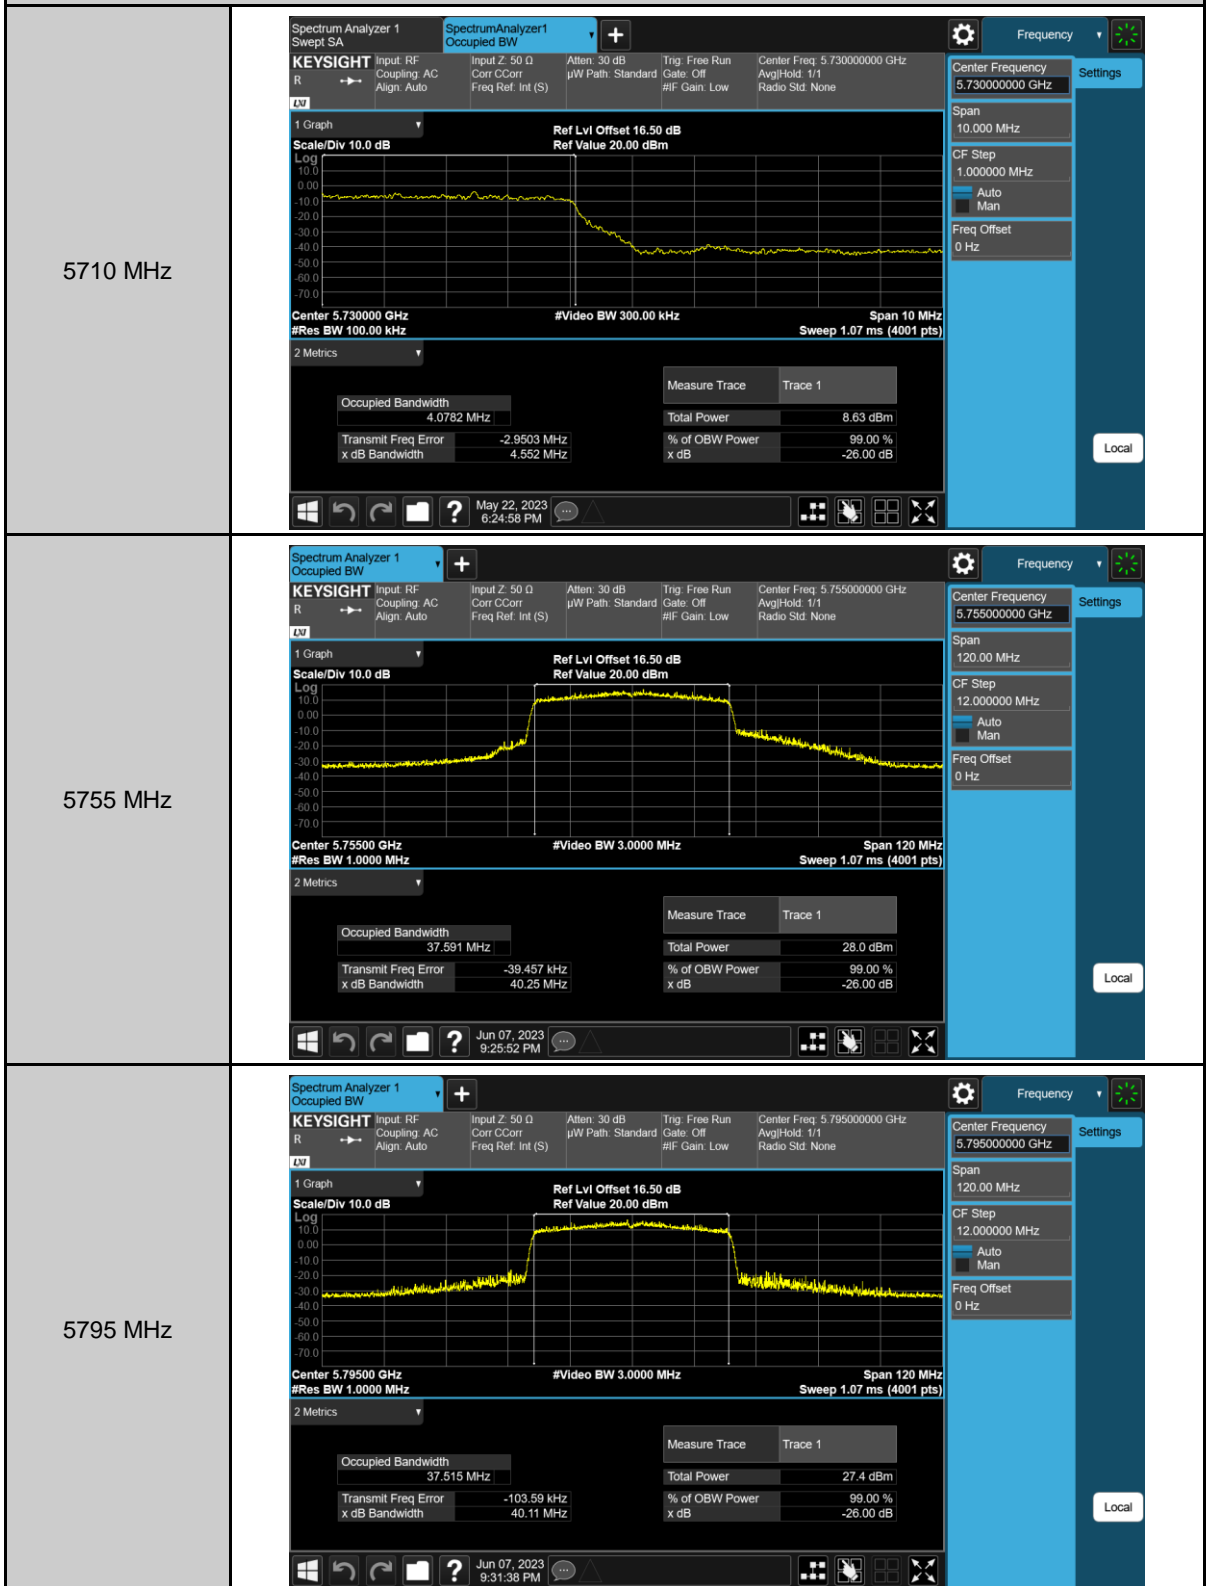 5710 MHz
Spectrum Analyzer 1
Swept SA
SpectrumAnalyzer1
Occupied BW
Frequency
KEYSIGHT
R
LXI
Input: RF
Coupling: AC
Align: Auto
Input Z: 50 Ω
Corr CCorr
Freq Ref: Int (S)
Atten: 30 dB
µW Path: Standard
Trig: Free Run
Gate: Off
#IF Gain: Low
Center Freq: 5.730000000 GHz
Avg|Hold: 1/1
Radio Std: None
Center Frequency
5.730000000 GHz
Settings
Span
10.000 MHz
CF Step
1.000000 MHz
Auto
Man
Freq Offset
0 Hz
Local
1 Graph
Scale/Div 10.0 dB
Ref Lvl Offset 16.50 dB
Ref Value 20.00 dBm
Log
10.0
0.00
-10.0
-20.0
-30.0
-40.0
-50.0
-60.0
-70.0
Center 5.730000 GHz
#Res BW 100.00 kHz
#Video BW 300.00 kHz
Span 10 MHz
Sweep 1.07 ms (4001 pts)
2 Metrics
Measure Trace Trace 1
Occupied Bandwidth
4.0782 MHz
Total Power 8.63 dBm
Transmit Freq Error -2.9503 MHz
% of OBW Power 99.00 %
x dB Bandwidth 4.552 MHz
x dB -26.00 dB
May 22, 2023
6:24:58 PM
5755 MHz
Spectrum Analyzer 1
Occupied BW
Frequency
KEYSIGHT
R
LXI
Input: RF
Coupling: AC
Align: Auto
Input Z: 50 Ω
Corr CCorr
Freq Ref: Int (S)
Atten: 30 dB
µW Path: Standard
Trig: Free Run
Gate: Off
#IF Gain: Low
Center Freq: 5.755000000 GHz
Avg|Hold: 1/1
Radio Std: None
Center Frequency
5.755000000 GHz
Settings
Span
120.00 MHz
CF Step
12.000000 MHz
Auto
Man
Freq Offset
0 Hz
Local
1 Graph
Scale/Div 10.0 dB
Ref Lvl Offset 16.50 dB
Ref Value 20.00 dBm
Log
10.0
0.00
-10.0
-20.0
-30.0
-40.0
-50.0
-60.0
-70.0
Center 5.75500 GHz
#Res BW 1.0000 MHz
#Video BW 3.0000 MHz
Span 120 MHz
Sweep 1.07 ms (4001 pts)
2 Metrics
Measure Trace Trace 1
Occupied Bandwidth
37.591 MHz
Total Power 28.0 dBm
Transmit Freq Error -39.457 kHz
% of OBW Power 99.00 %
x dB Bandwidth 40.25 MHz
x dB -26.00 dB
Jun 07, 2023
9:25:52 PM
5795 MHz
Spectrum Analyzer 1
Occupied BW
Frequency
KEYSIGHT
R
LXI
Input: RF
Coupling: AC
Align: Auto
Input Z: 50 Ω
Corr CCorr
Freq Ref: Int (S)
Atten: 30 dB
µW Path: Standard
Trig: Free Run
Gate: Off
#IF Gain: Low
Center Freq: 5.795000000 GHz
Avg|Hold: 1/1
Radio Std: None
Center Frequency
5.795000000 GHz
Settings
Span
120.00 MHz
CF Step
12.000000 MHz
Auto
Man
Freq Offset
0 Hz
Local
1 Graph
Scale/Div 10.0 dB
Ref Lvl Offset 16.50 dB
Ref Value 20.00 dBm
Log
10.0
0.00
-10.0
-20.0
-30.0
-40.0
-50.0
-60.0
-70.0
Center 5.79500 GHz
#Res BW 1.0000 MHz
#Video BW 3.0000 MHz
Span 120 MHz
Sweep 1.07 ms (4001 pts)
2 Metrics
Measure Trace Trace 1
Occupied Bandwidth
37.515 MHz
Total Power 27.4 dBm
Transmit Freq Error -103.59 kHz
% of OBW Power 99.00 %
x dB Bandwidth 40.11 MHz
x dB -26.00 dB
Jun 07, 2023
9:31:38 PM